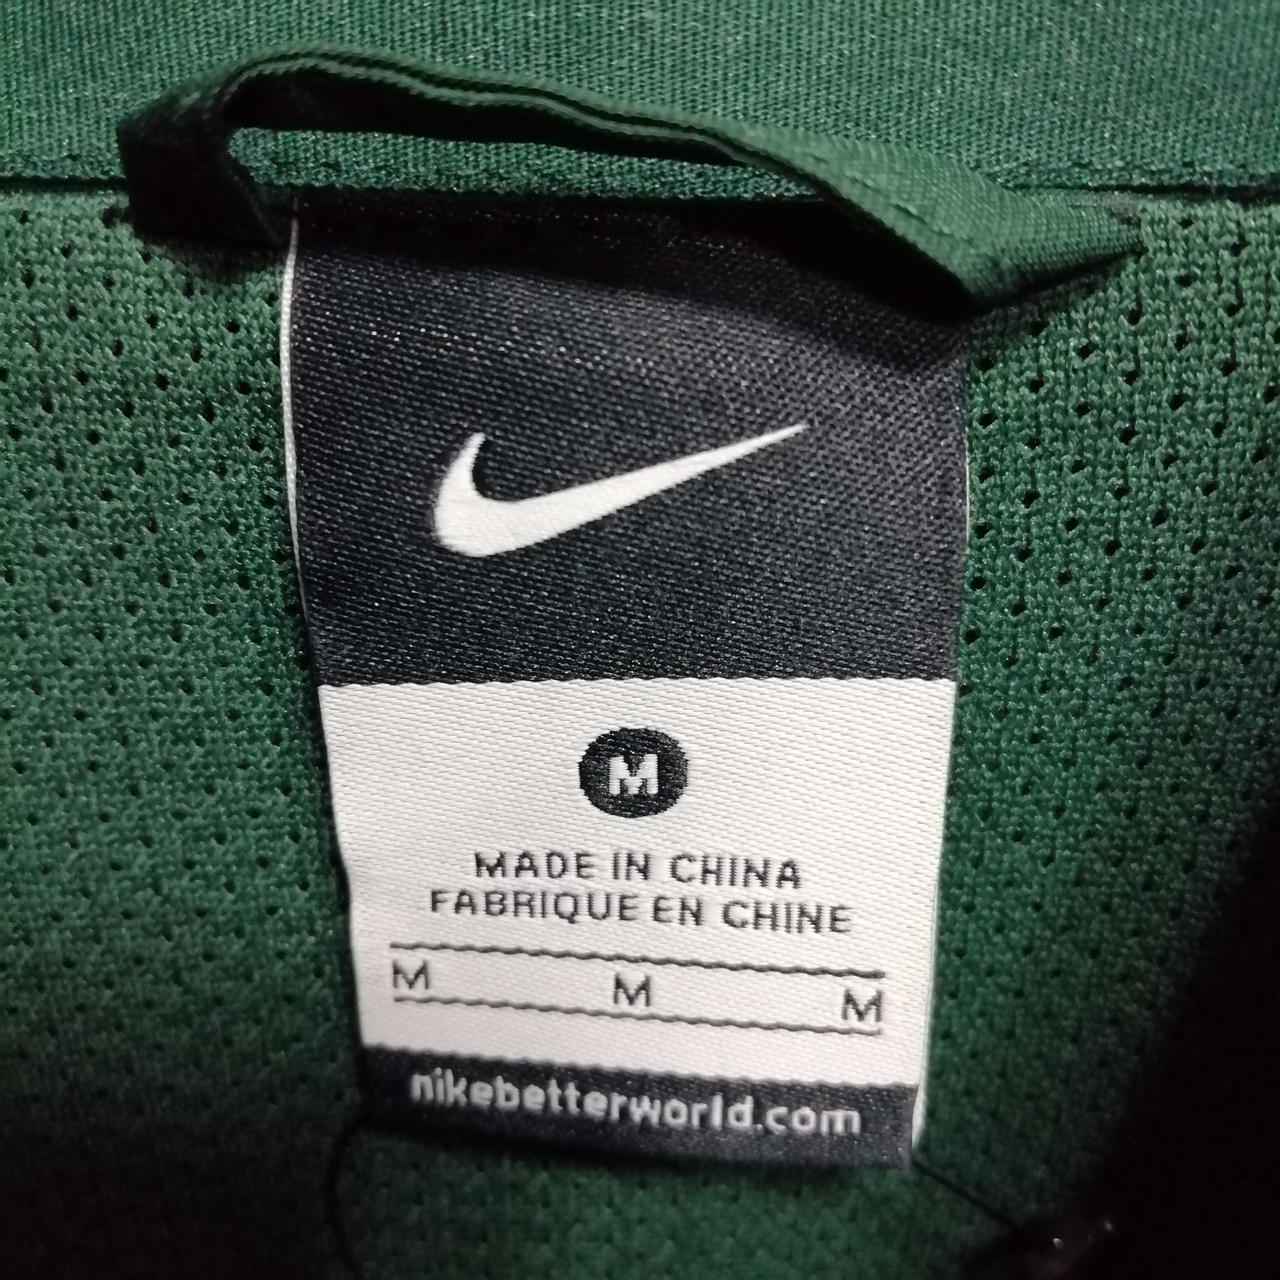 M
MADE IN CHINA
FABRIQUE EN CHINE
M M M
nikebetterworld.com